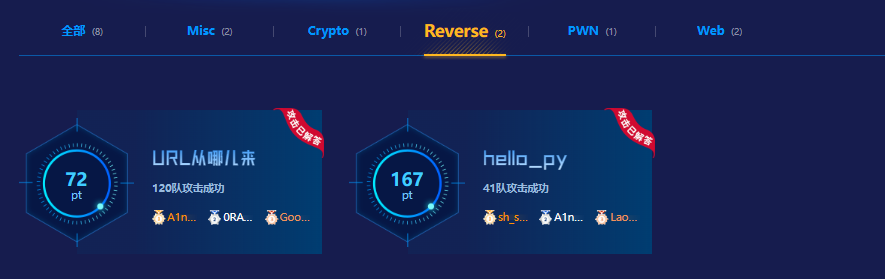 全部 (8) Misc (2) Crypto (1) Reverse (2) PWN (1) Web (2)
攻击已解答
URL从哪儿来
72
pt
120队攻击成功
A1n... 0RA... Goo...
攻击已解答
hello_py
167
pt
41队攻击成功
sh_s... A1n... Lao...